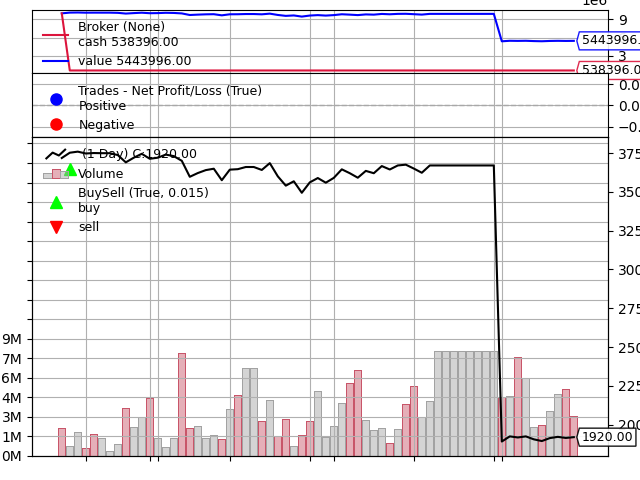 1e6
Broker (None)
cash 538396.00
value 5443996.00
9
5443996.
3
538396.0
Trades - Net Profit/Loss (True)
Positive
Negative
0.0
0.0
−0.
(1 Day) C:1920.00
Volume
BuySell (True, 0.015)
buy
sell
375
350
325
300
275
250
225
200
1920.00
9M
7M
6M
4M
3M
1M
0M